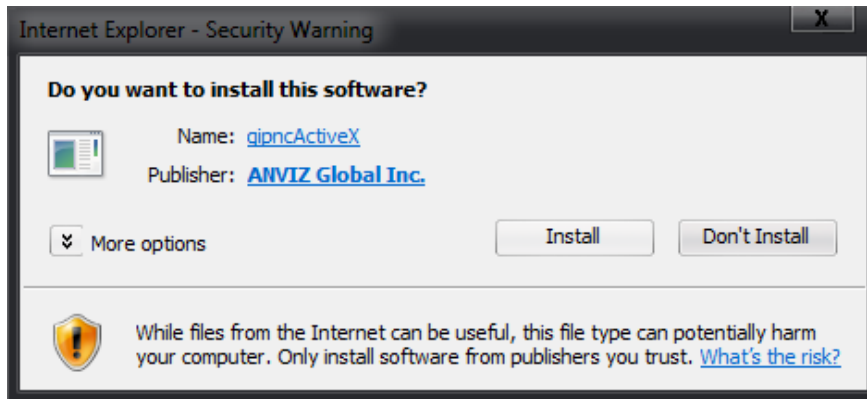 Internet Explorer - Security Warning
X
Do you want to install this software?
Name: gipncActiveX
Publisher: ANVIZ Global Inc.
More options
Install
Don't Install
While files from the Internet can be useful, this file type can potentially harm
your computer. Only install software from publishers you trust. What's the risk?